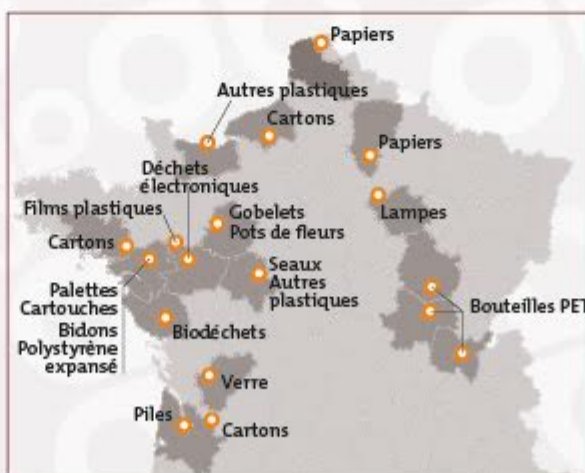 Papiers
Autres plastiques
Cartons
Papiers
Déchets
électroniques
Films plastiques
Gobelets
Pots de fleurs
Lampes
Cartons
Seaux
Autres
plastiques
Palettes
Cartouches
Bidons
Polystyrène
expansé
Bouteilles PET
Biodéchets
Verre
Piles
Cartons